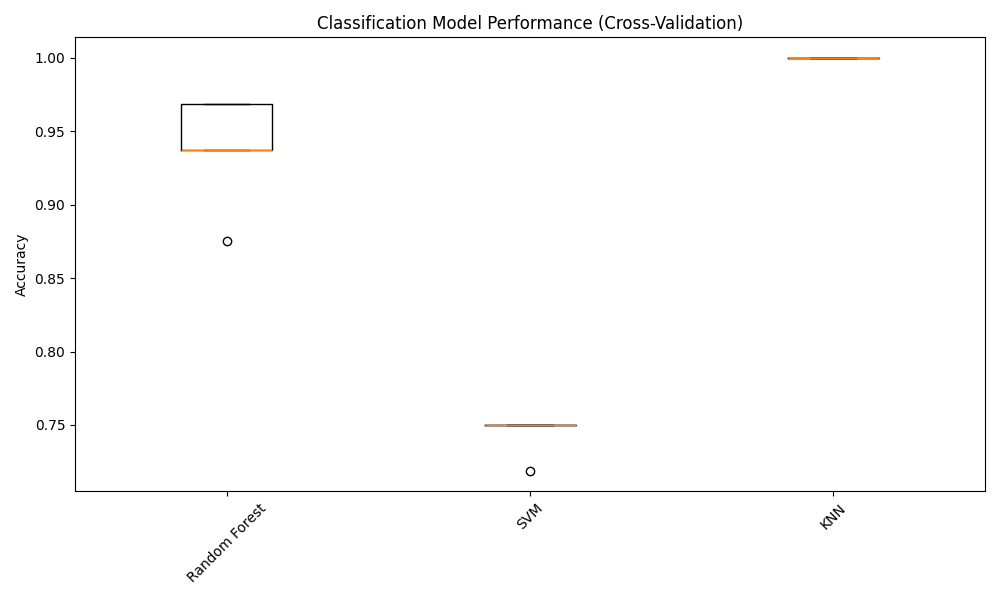 Classification Model Performance (Cross-Validation)
1.00
0.95
0.90
0.85
0.80
0.75
Accuracy
Random Forest
SVM
KNN